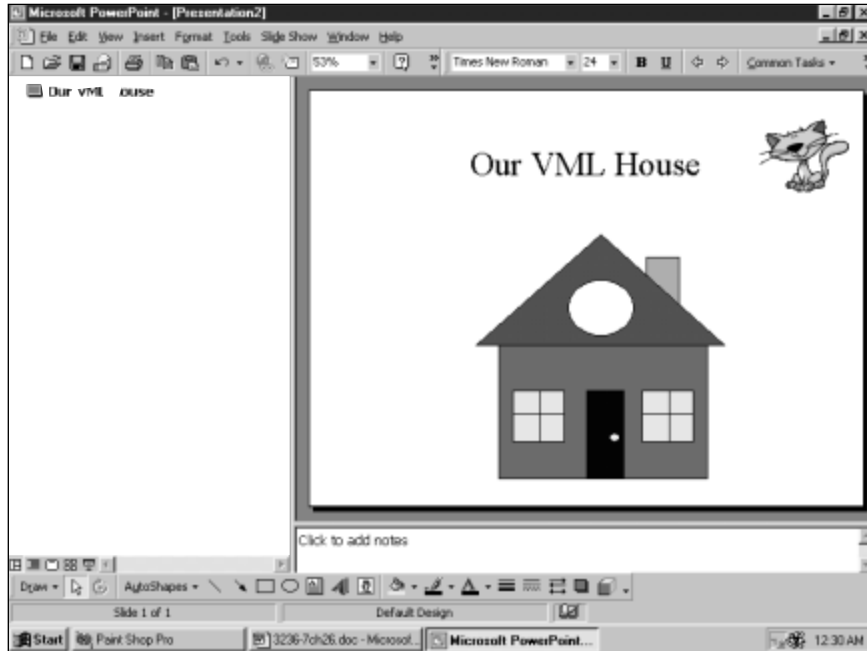 Microsoft PowerPoint - [Presentation2]
File Edit View Insert Format Tools Slide Show Window Help
53% Times New Roman 24 B U Common Tasks
Our VML ouse
Our VML House
Click to add notes
Draw AutoShapes
Slide 1 of 1 Default Design
Start Paint Shop Pro 3236-7ch26.doc - Microsof... Microsoft PowerPoint... 12:30 AM